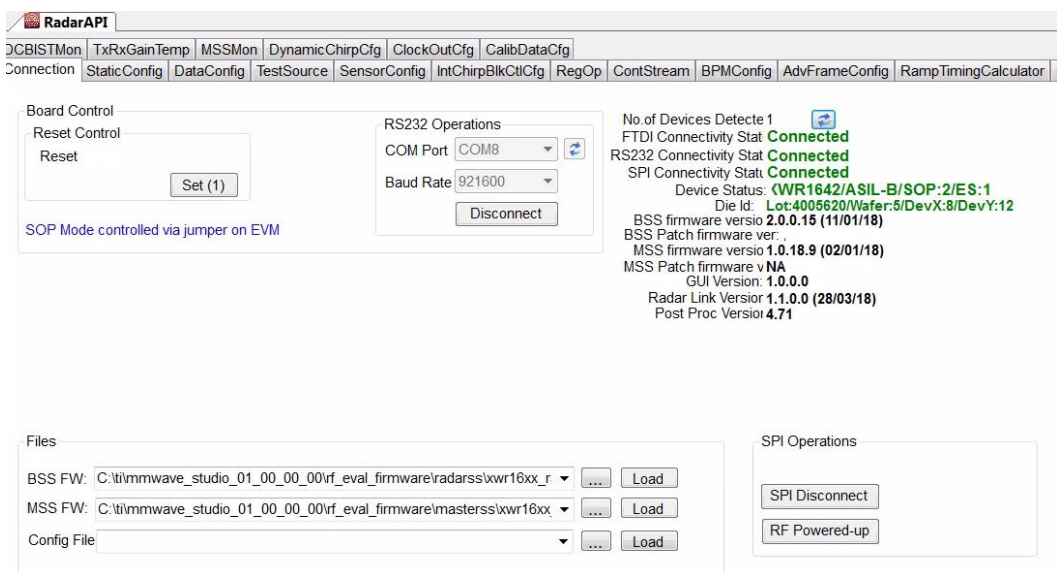 RadarAPI
DCBISTMon TxRxGainTemp MSSMon DynamicChirpCfg ClockOutCfg CalibDataCfg
Connection StaticConfig DataConfig TestSource SensorConfig IntChirpBlkCtlCfg RegOp ContStream BPMConfig AdvFrameConfig RampTimingCalculator
Board Control
Reset Control
Reset
Set (1)
SOP Mode controlled via jumper on EVM
RS232 Operations
COM Port COM8
Baud Rate 921600
Disconnect
No.of Devices Detecte 1
FTDI Connectivity Stat Connected
RS232 Connectivity Stat Connected
SPI Connectivity Stat Connected
Device Status: XWR1642/ASIL-B/SOP:2/ES:1
Die Id: Lot:4005620/Wafer:5/DevX:8/DevY:12
BSS firmware versio 2.0.0.15 (11/01/18)
BSS Patch firmware ver: ,
MSS firmware versio 1.0.18.9 (02/01/18)
MSS Patch firmware v NA
GUI Version: 1.0.0.0
Radar Link Version 1.1.0.0 (28/03/18)
Post Proc Version 4.71
Files
BSS FW: C:\ti\mmwave_studio_01_00_00_00\rf_eval_firmware\radarss\xwr16xx_r ... Load
MSS FW: C:\ti\mmwave_studio_01_00_00_00\rf_eval_firmware\masterss\xwr16xx_ ... Load
Config File ... Load
SPI Operations
SPI Disconnect
RF Powered-up